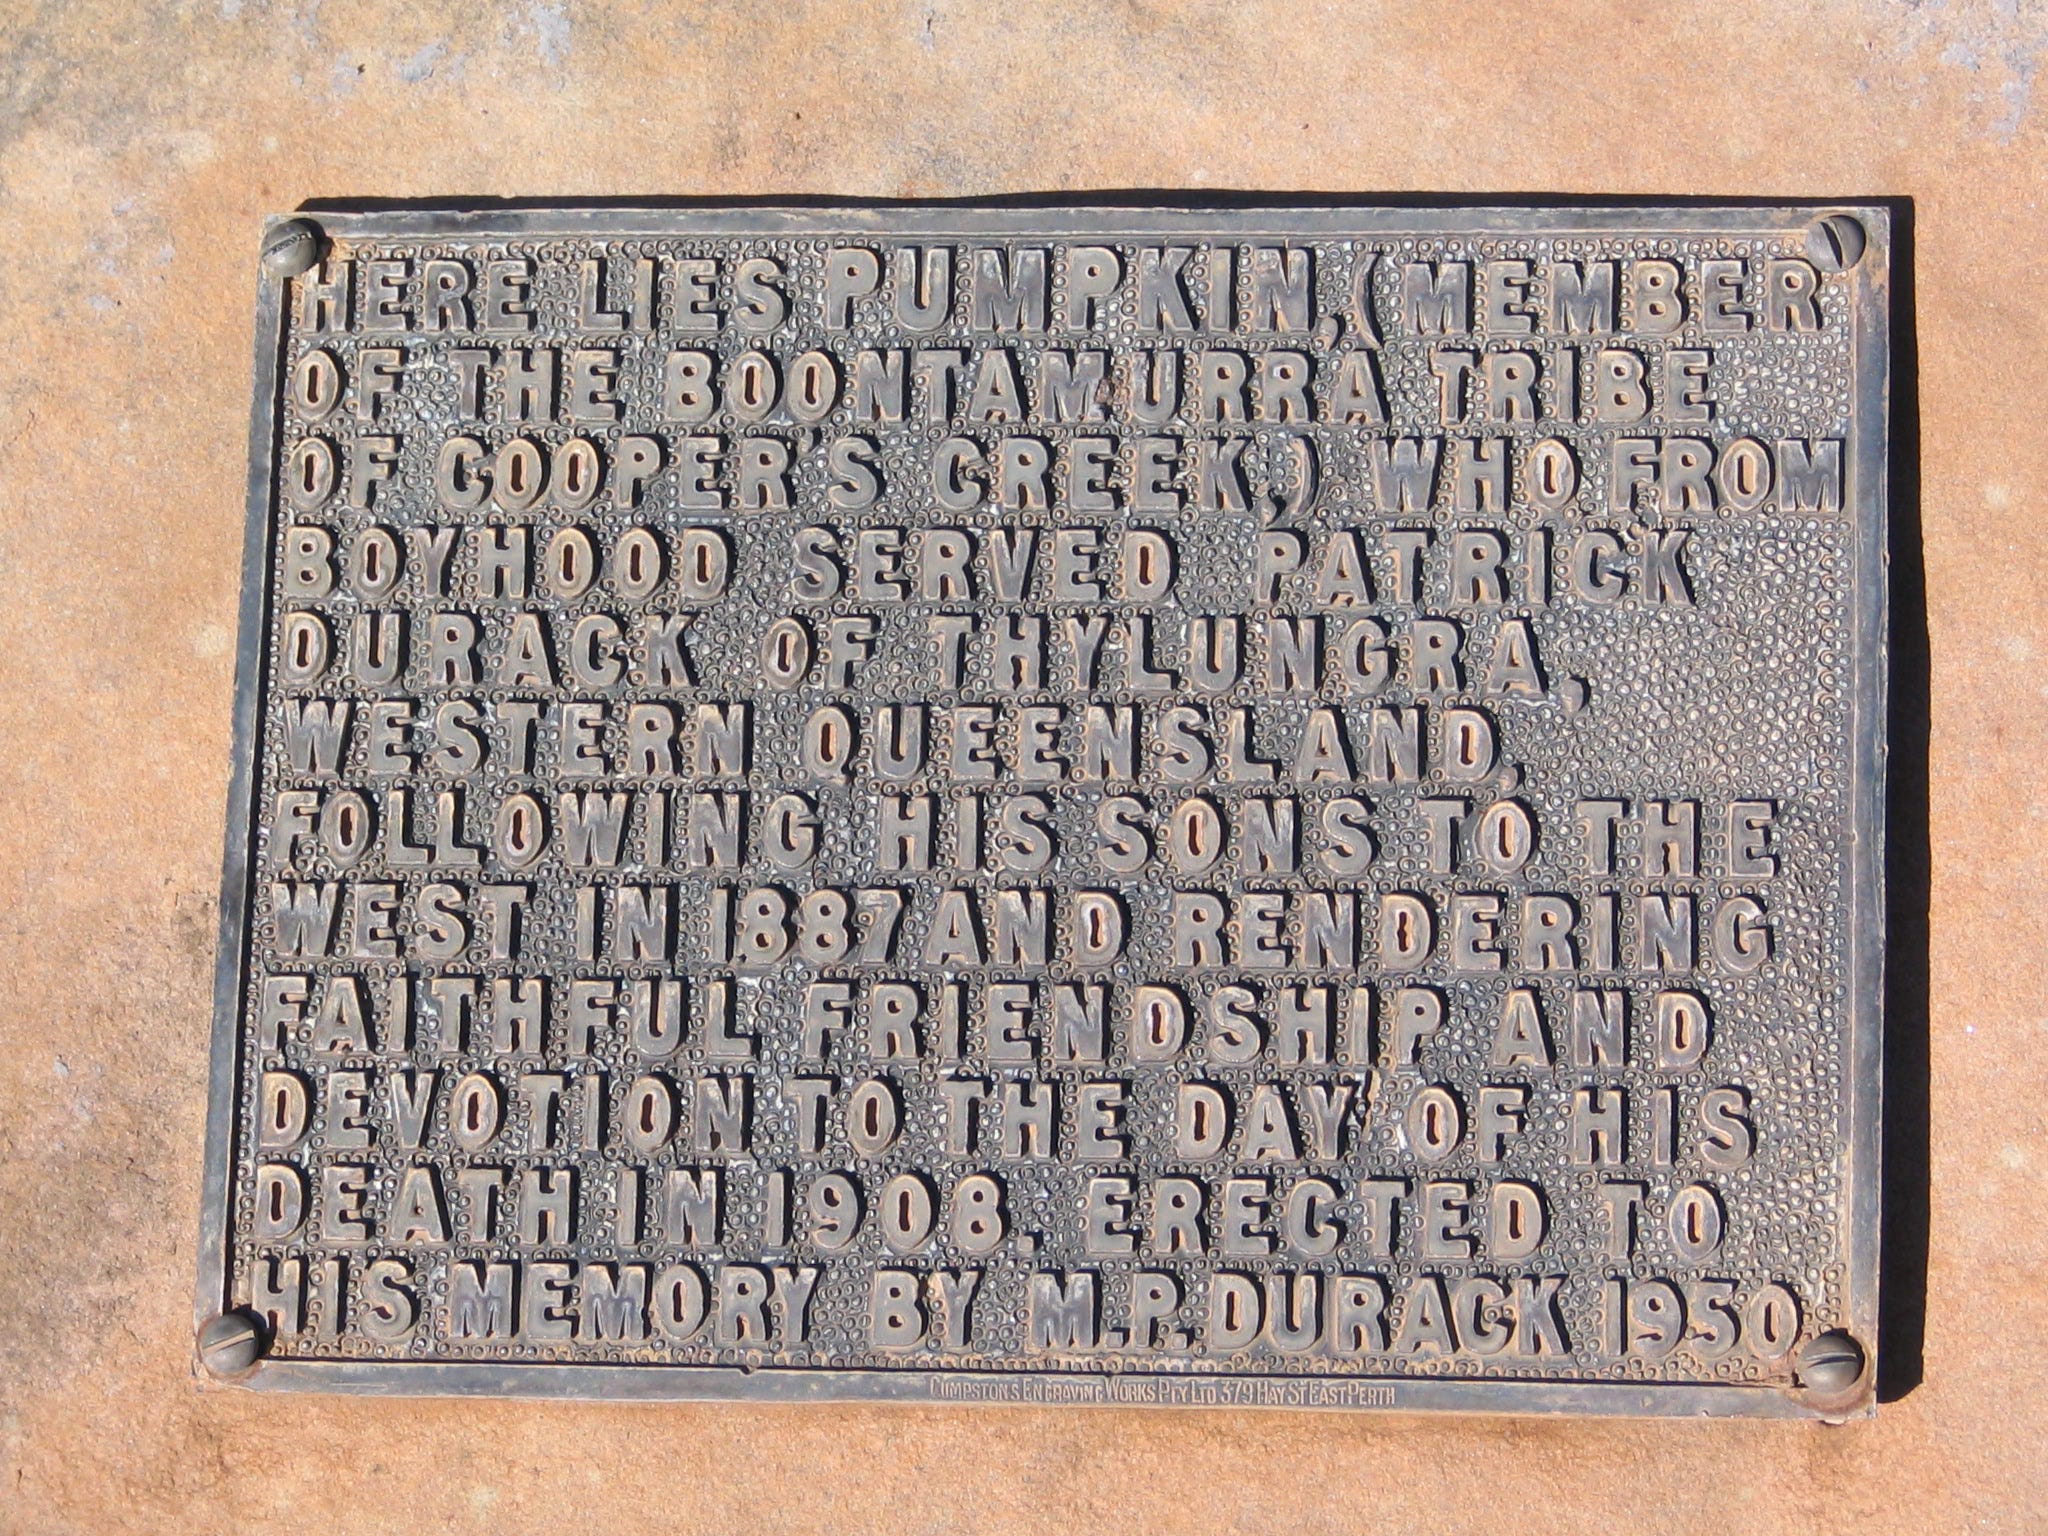 HERE LIES PUMPKIN, (MEMBER
OF THE BOONTAMURRA TRIBE
OF COOPER'S CREEK,) WHO FROM
BOYHOOD SERVED PATRICK
DURACK OF THYLUNGRA,
WESTERN QUEENSLAND,
FOLLOWING HIS SONS TO THE
WEST IN 1887 AND RENDERING
FAITHFUL FRIENDSHIP AND
DEVOTION TO THE DAY OF HIS
DEATH IN 1908. ERECTED TO
HIS MEMORY BY M.P. DURACK 1950
CUMPSTONS ENGRAVING WORKS PTY LTD 379 HAY ST EAST PERTH